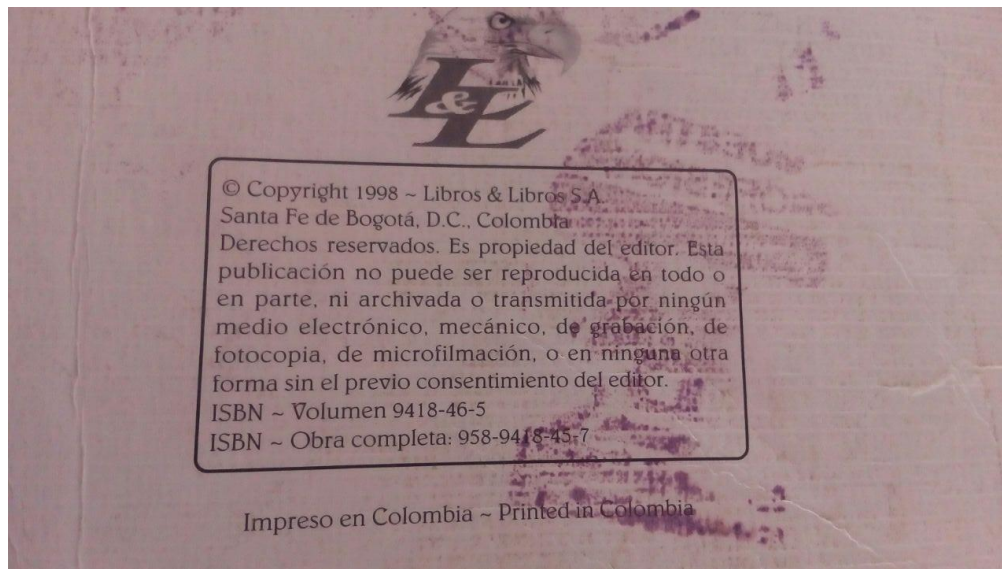 L&L
© Copyright 1998 ~ Libros & Libros S.A.
Santa Fe de Bogotá, D.C., Colombia
Derechos reservados. Es propiedad del editor. Esta
publicación no puede ser reproducida en todo o
en parte, ni archivada o transmitida por ningún
medio electrónico, mecánico, de grabación, de
fotocopia, de microfilmación, o en ninguna otra
forma sin el previo consentimiento del editor.
ISBN ~ Volumen 9418-46-5
ISBN ~ Obra completa: 958-9418-45-7
Impreso en Colombia ~ Printed in Colombia